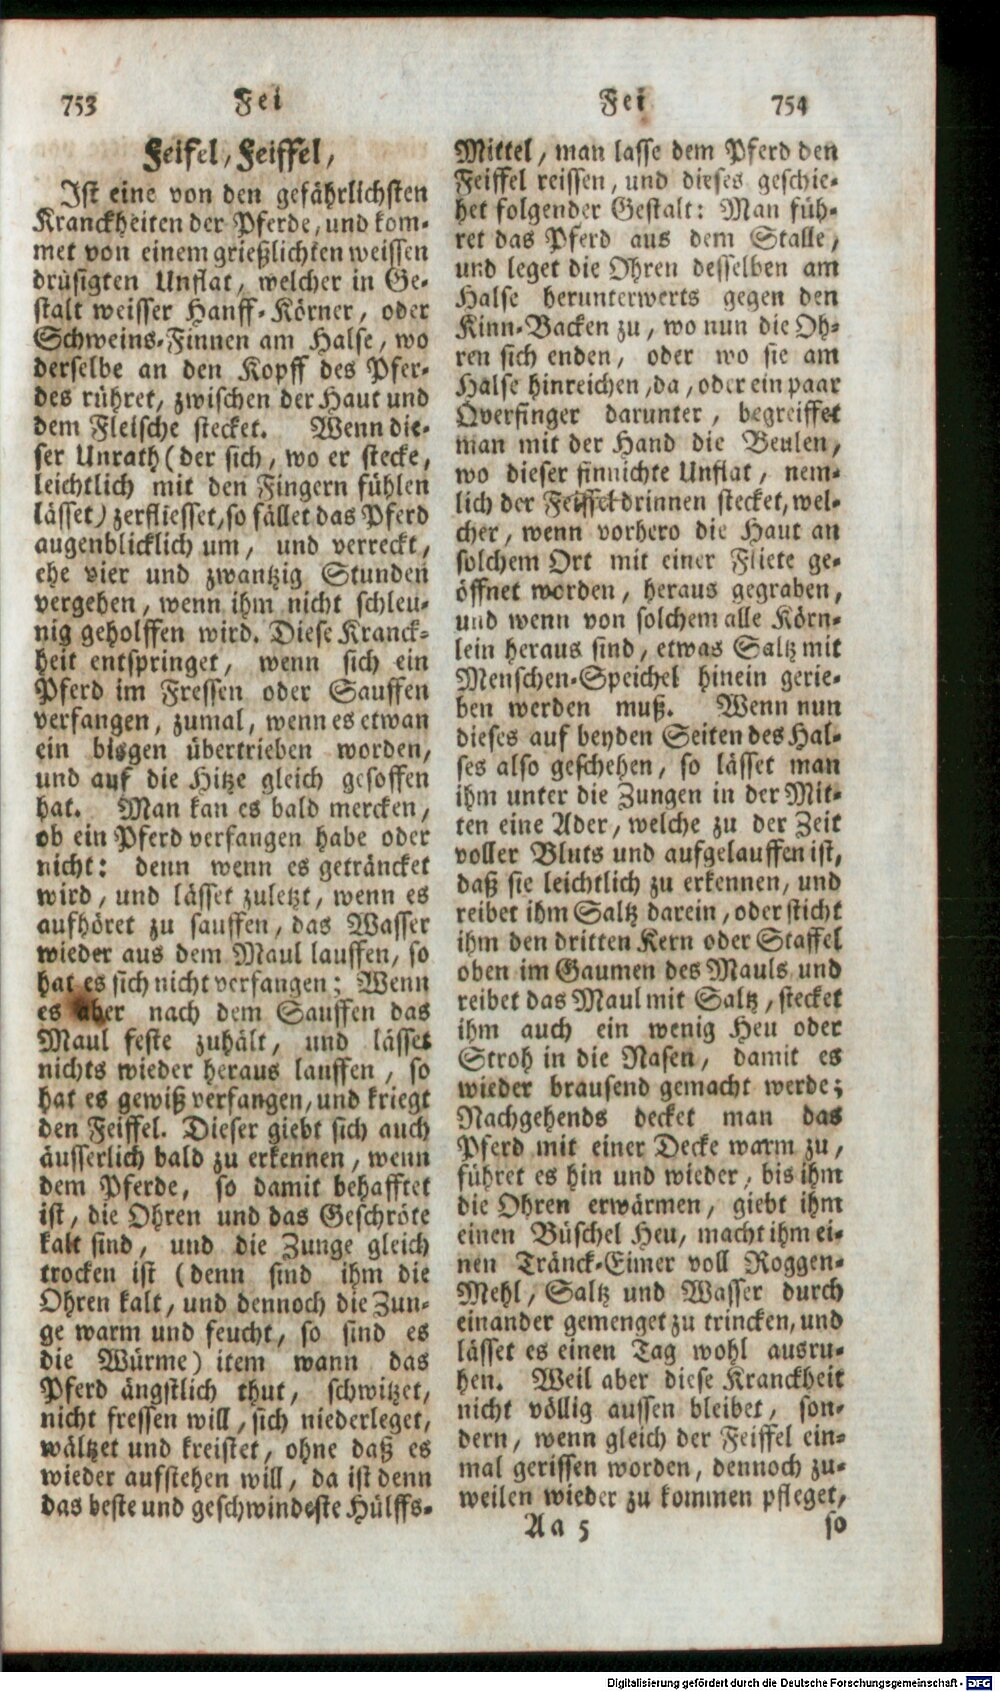 753 Fei
Feifel, Feiffel,
Ist eine von den gefährlichsten
Kranckheiten der Pferde, und kom-
met von einem grießlichten weissen
drüsigten Unflat, welcher in Ge-
stalt weisser Hanff-Körner, oder
Schweins-Finnen am Halse, wo
derselbe an den Kopff des Pfer-
des rühret, zwischen der Haut und
dem Fleische stecket. Wenn die-
ser Unrath (der sich, wo er stecke,
leichtlich mit den Fingern fühlen
lässet) zerfliesset, so fället das Pferd
augenblicklich um, und verreckt,
ehe vier und zwantzig Stunden
vergehen, wenn ihm nicht schleu-
nig geholffen wird. Diese Kranck-
heit entspringet, wenn sich ein
Pferd im Fressen oder Sauffen
verfangen, zumal, wenn es etwan
ein bisgen übertrieben worden,
und auf die Hitze gleich gesoffen
hat. Man kan es bald mercken,
ob ein Pferd verfangen habe oder
nicht: denn wenn es geträncket
wird, und lässet zuletzt, wenn es
aufhöret zu sauffen, das Wasser
wieder aus dem Maul lauffen, so
hat es sich nicht verfangen; Wenn
es aber nach dem Sauffen das
Maul feste zuhält, und lässet
nichts wieder heraus lauffen, so
hat es gewiß verfangen, und kriegt
den Feiffel. Dieser giebt sich auch
äusserlich bald zu erkennen, wenn
dem Pferde, so damit behafftet
ist, die Ohren und das Geschröte
kalt sind, und die Zunge gleich
trocken ist (denn sind ihm die
Ohren kalt, und dennoch die Zun-
ge warm und feucht, so sind es
die Würme) item wann das
Pferd ängstlich thut, schwitzet,
nicht fressen will, sich niederleget,
wältzet und kreistet, ohne daß es
wieder aufstehen will, da ist denn
das beste und geschwindeste Hülffs-
Fei 754
Mittel, man lasse dem Pferd den
Feiffel reissen, und dieses geschie-
het folgender Gestalt: Man füh-
ret das Pferd aus dem Stalle,
und leget die Ohren desselben am
Halse herunterwerts gegen den
Kinn-Backen zu, wo nun die Oh-
ren sich enden, oder wo sie am
Halse hinreichen, da, oder ein paar
Qverfinger darunter, begreiffet
man mit der Hand die Beulen,
wo dieser finnichte Unflat, nem-
lich der Feiffel drinnen stecket, wel-
cher, wenn vorhero die Haut an
solchem Ort mit einer Fliete ge-
öffnet worden, heraus gegraben,
und wenn von solchem alle Körn-
lein heraus sind, etwas Saltz mit
Menschen-Speichel hinein gerie-
ben werden muß. Wenn nun
dieses auf beyden Seiten des Hal-
ses also geschehen, so lässet man
ihm unter die Zungen in der Mit-
ten eine Ader, welche zu der Zeit
voller Bluts und aufgelauffen ist,
daß sie leichtlich zu erkennen, und
reibet ihm Saltz darein, oder sticht
ihm den dritten Kern oder Staffel
oben im Gaumen des Mauls und
reibet das Maul mit Saltz, stecket
ihm auch ein wenig Heu oder
Stroh in die Nasen, damit es
wieder brausend gemacht werde;
Nachgehends decket man das
Pferd mit einer Decke warm zu,
führet es hin und wieder, bis ihm
die Ohren erwärmen, giebt ihm
einen Büschel Heu, macht ihm ei-
nen Tränck-Eimer voll Roggen-
Mehl, Saltz und Wasser durch
einander gemenget zu trincken, und
lässet es einen Tag wohl ausru-
hen. Weil aber diese Kranckheit
nicht völlig aussen bleibet, son-
dern, wenn gleich der Feiffel ein-
mal gerissen worden, dennoch zu-
weilen wieder zu kommen pfleget,
Aa 5 so
Digitalisierung gefördert durch die Deutsche Forschungsgemeinschaft - DFG